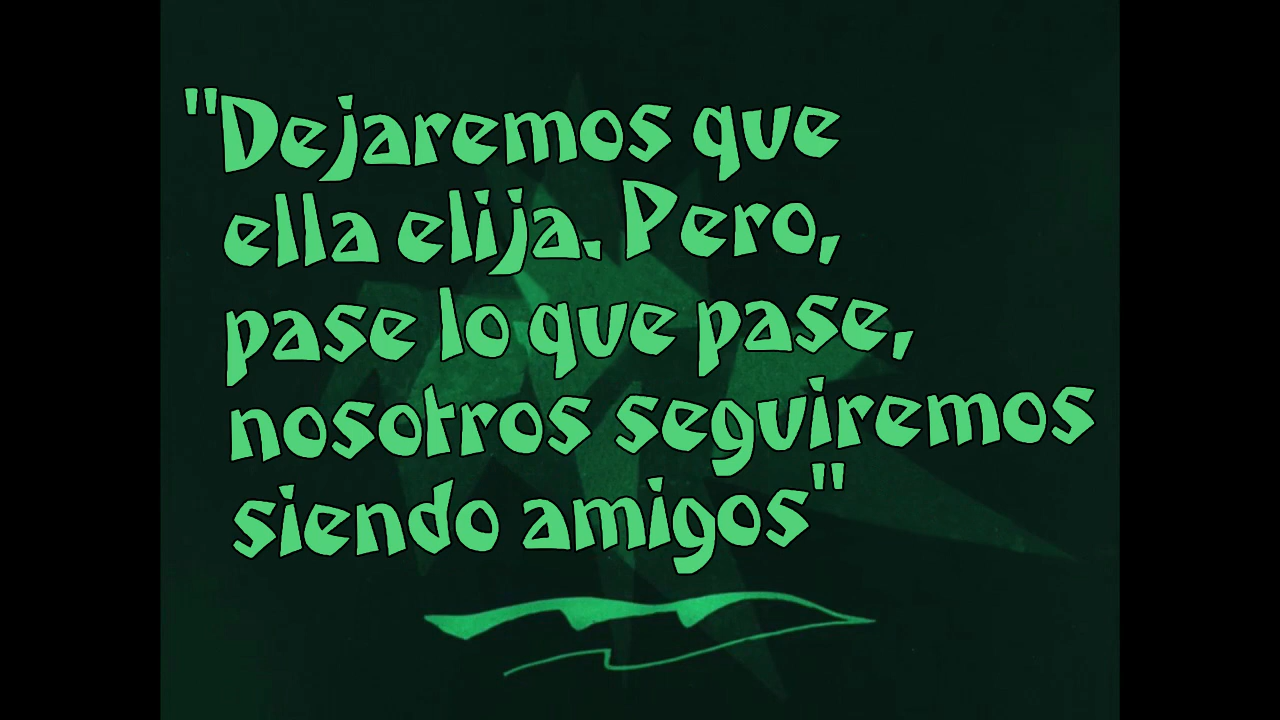 "Dejaremos que
ella elija. Pero,
pase lo que pase,
nosotros seguiremos
siendo amigos"